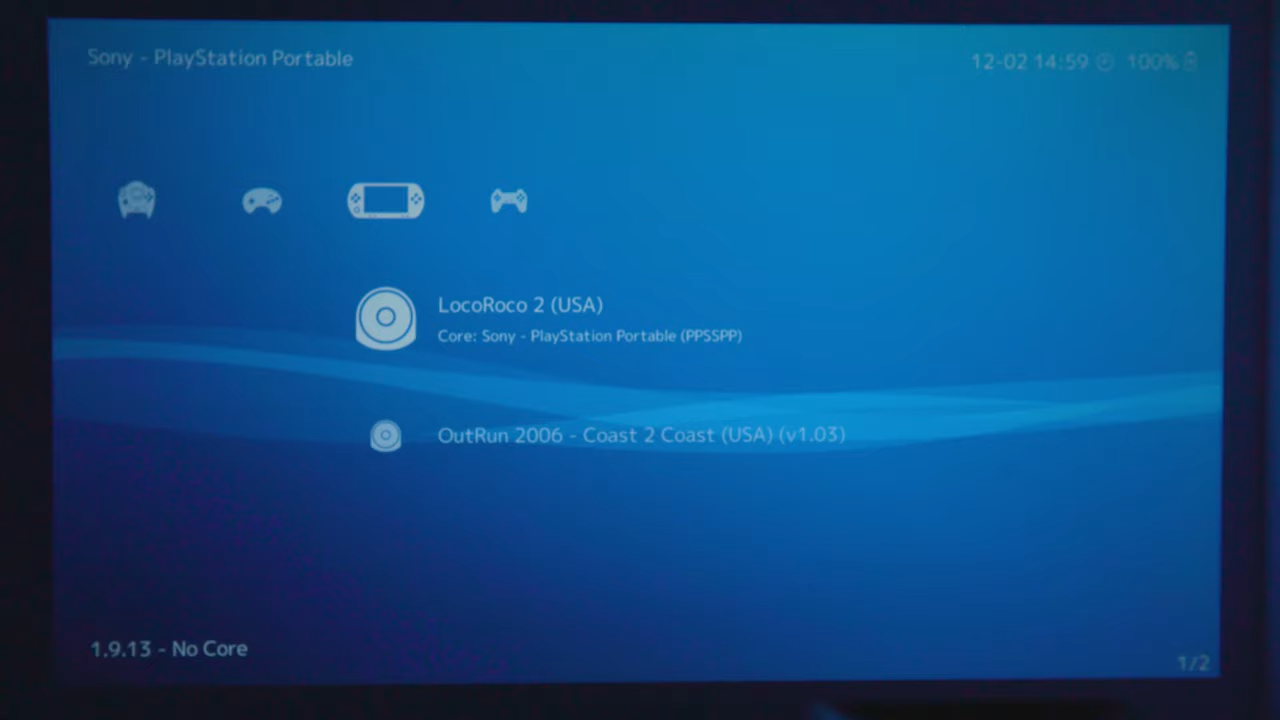 Sony - PlayStation Portable
12-02 14:59 100%
LocoRoco 2 (USA)
Core: Sony - PlayStation Portable (PPSSPP)
OutRun 2006 - Coast 2 Coast (USA) (v1.03)
1.9.13 - No Core
1/2